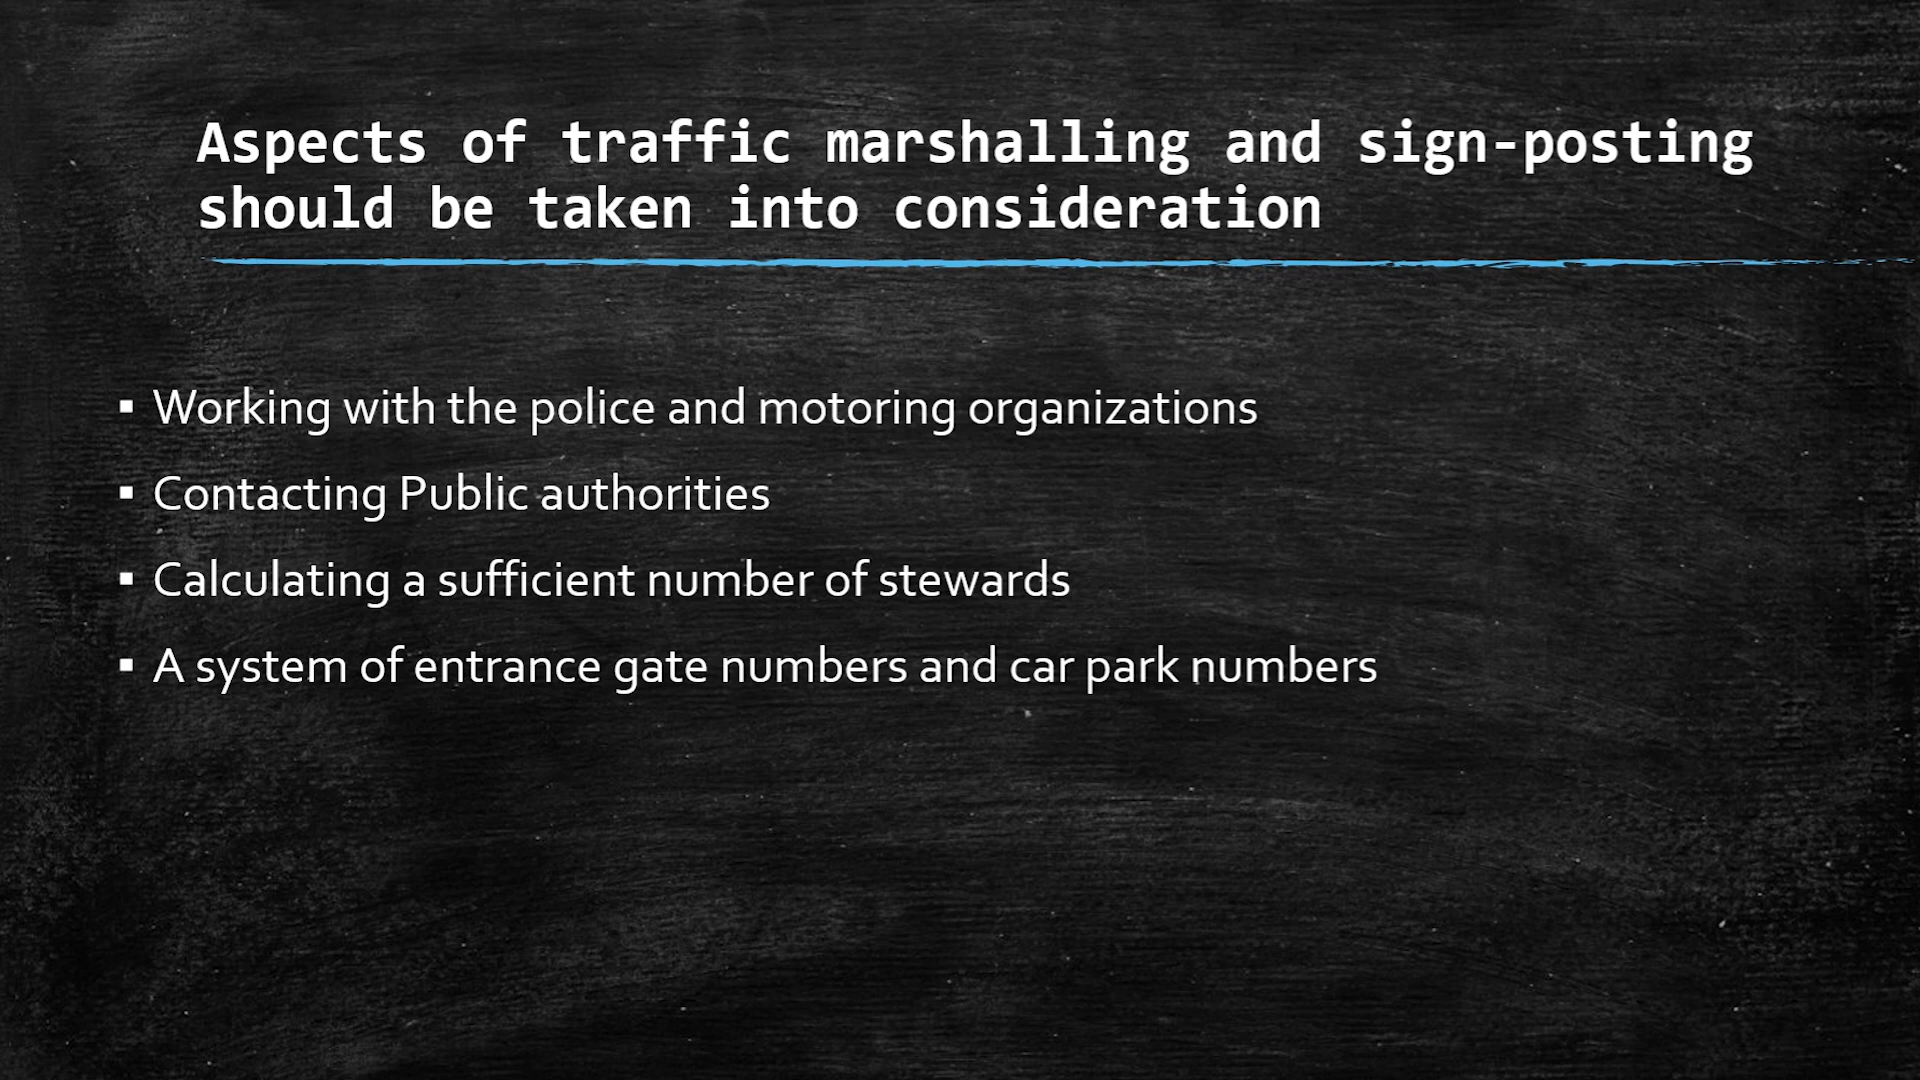 Aspects of traffic marshalling and sign-posting
should be taken into consideration
▪ Working with the police and motoring organizations
▪ Contacting Public authorities
▪ Calculating a sufficient number of stewards
▪ A system of entrance gate numbers and car park numbers